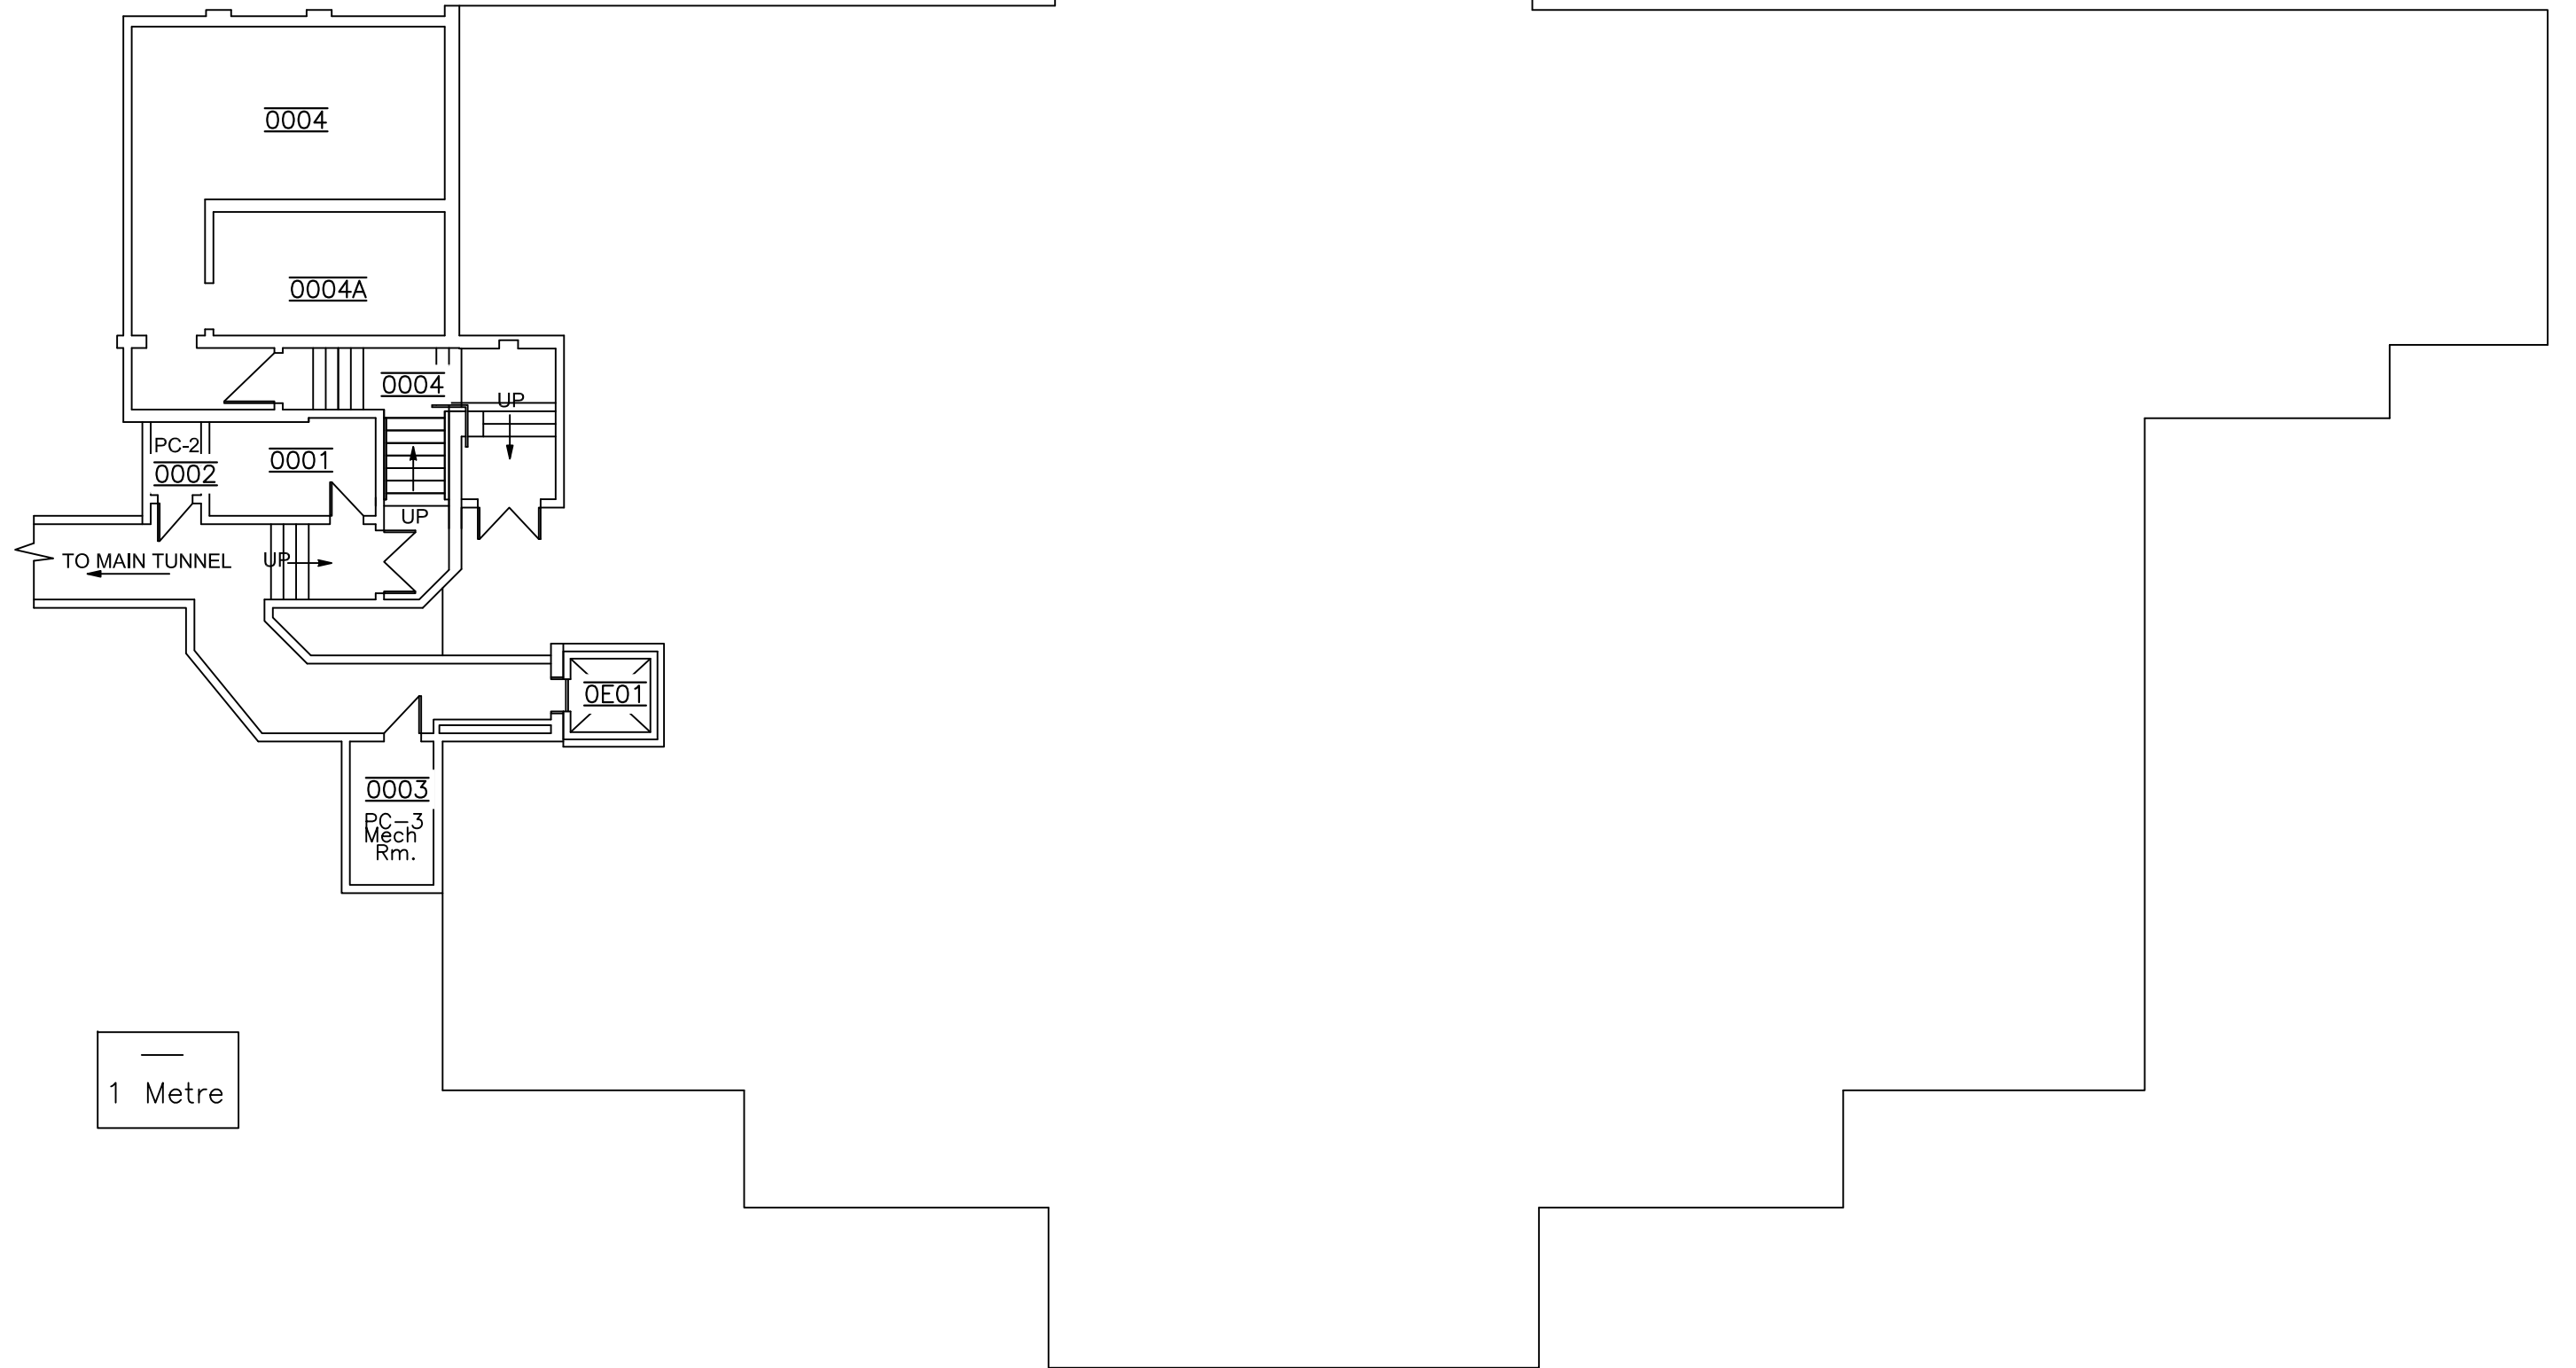 0004
0004A
0004
UP
PC-2
0002
0001
UP
TO MAIN TUNNEL
UP
0E01
0003
PC-3
Mech
Rm.
1 Metre